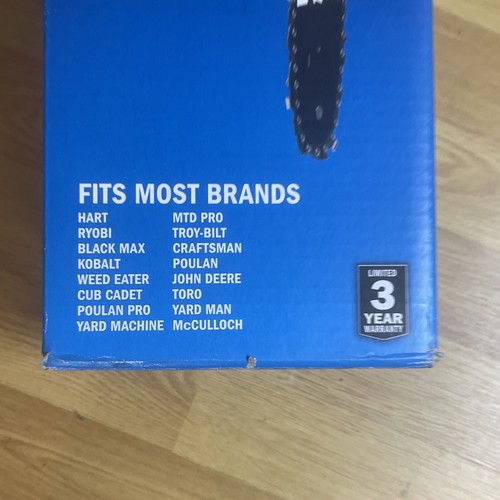 FITS MOST BRANDS
HART
RYOBI
BLACK MAX
KOBALT
WEED EATER
CUB CADET
POULAN PRO
YARD MACHINE
MTD PRO
TROY-BILT
CRAFTSMAN
POULAN
JOHN DEERE
TORO
YARD MAN
McCULLOCH
LIMITED
3
YEAR
WARRANTY